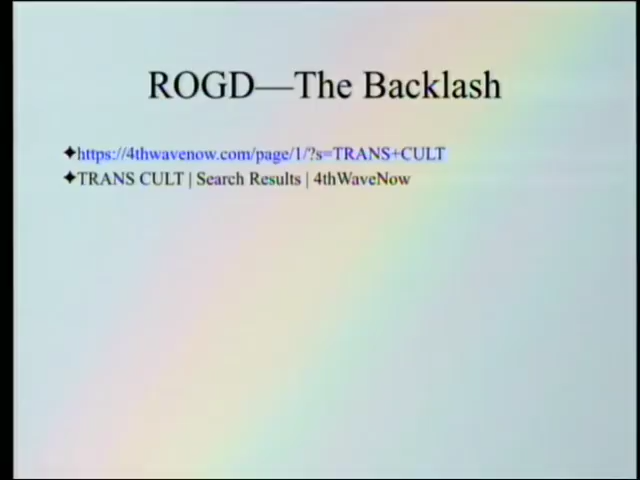 ROGD—The Backlash
✦https://4thwavenow.com/page/1/?s=TRANS+CULT
✦TRANS CULT | Search Results | 4thWaveNow